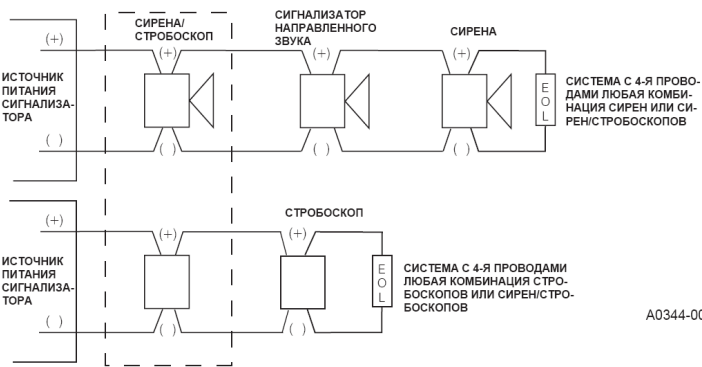 СИРЕНА/
СТРОБОСКОП
СИГНАЛИЗАТОР
НАПРАВЛЕННОГО
ЗВУКА
СИРЕНА
(+)
(+)
(+)
(+)
ИСТОЧНИК
ПИТАНИЯ
СИГНАЛИЗА-
ТОРА
E
O
L
СИСТЕМА С 4-Я ПРОВО-
ДАМИ ЛЮБАЯ КОМБИ-
НАЦИЯ СИРЕН ИЛИ СИ-
РЕН/СТРОБОСКОПОВ
( )
( )
( )
( )
СТРОБОСКОП
(+)
(+)
(+)
ИСТОЧНИК
ПИТАНИЯ
СИГНАЛИЗА-
ТОРА
E
O
L
СИСТЕМА С 4-Я ПРОВОДАМИ
ЛЮБАЯ КОМБИНАЦИЯ СТРО-
БОСКОПОВ ИЛИ СИРЕН/СТРО-
БОСКОПОВ
( )
( )
( )
A0344-00